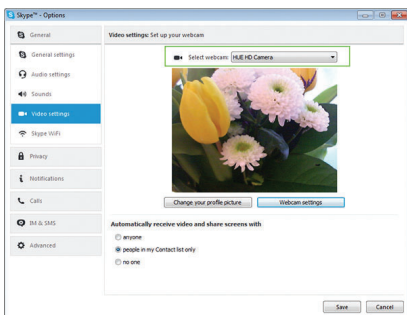 Skype™ - Options
General
General settings
Audio settings
Sounds
Video settings
Skype WiFi
Privacy
Notifications
Calls
IM & SMS
Advanced
Video settings: Set up your webcam
Select webcam: HUE HD Camera
Change your profile picture
Webcam settings
Automatically receive video and share screens with
anyone
people in my Contact list only
no one
Save
Cancel